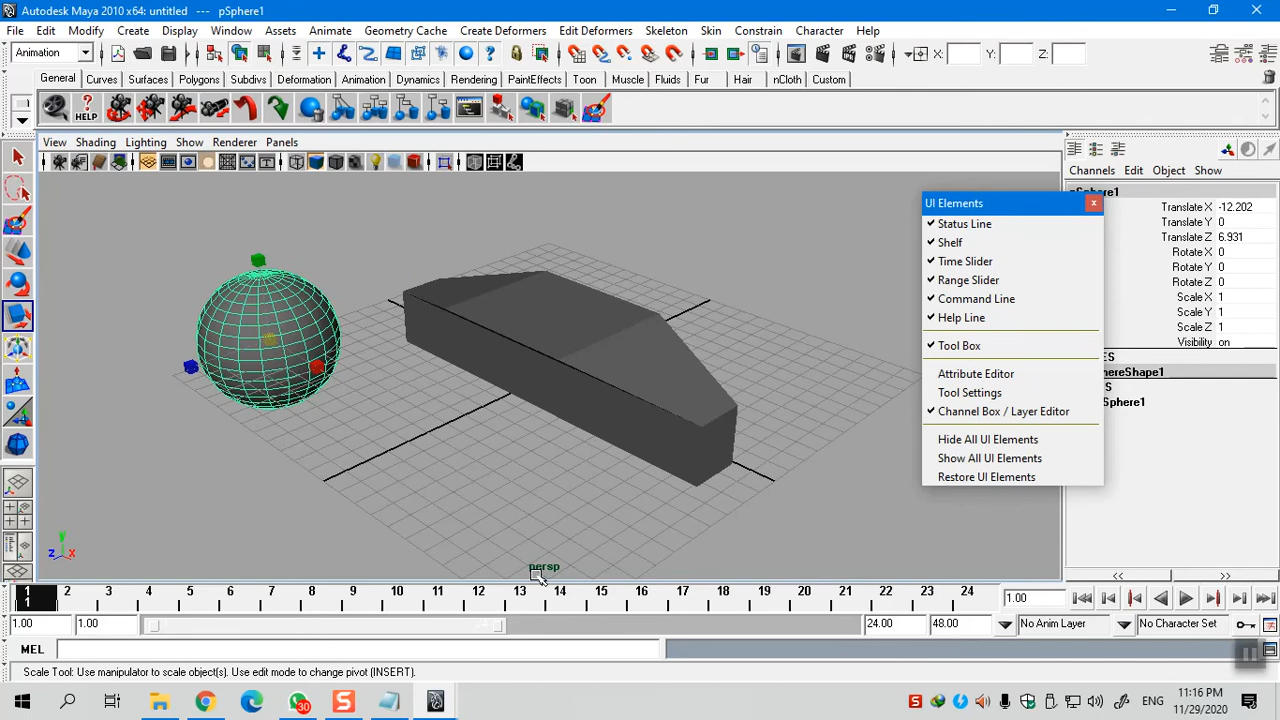 Autodesk Maya 2010 x64: untitled --- pSphere1
File Edit Modify Create Display Window Assets Animate Geometry Cache Create Deformers Edit Deformers Skeleton Skin Constrain Character Help
Animation X: Y: Z:
General Curves Surfaces Polygons Subdivs Deformation Animation Dynamics Rendering PaintEffects Toon Muscle Fluids Fur Hair nCloth Custom
HELP
View Shading Lighting Show Renderer Panels
Channels Edit Object Show
pSphere1
Translate X -12.202
Translate Y 0
Translate Z 6.931
Rotate X 0
Rotate Y 0
Rotate Z 0
Scale X 1
Scale Y 1
Scale Z 1
Visibility on
ES
hereShape1
S
Sphere1
UI Elements x
Status Line
Shelf
Time Slider
Range Slider
Command Line
Help Line
Tool Box
Attribute Editor
Tool Settings
Channel Box / Layer Editor
Hide All UI Elements
Show All UI Elements
Restore UI Elements
y
z x
persp
<< >>
1 2 3 4 5 6 7 8 9 10 11 12 13 14 15 16 17 18 19 20 21 22 23 24 1.00
1
1.00 1.00 24.00 48.00 No Anim Layer No Character Set
MEL
Scale Tool: Use manipulator to scale object(s). Use edit mode to change pivot (INSERT).
30 ENG 11:16 PM
11/29/2020